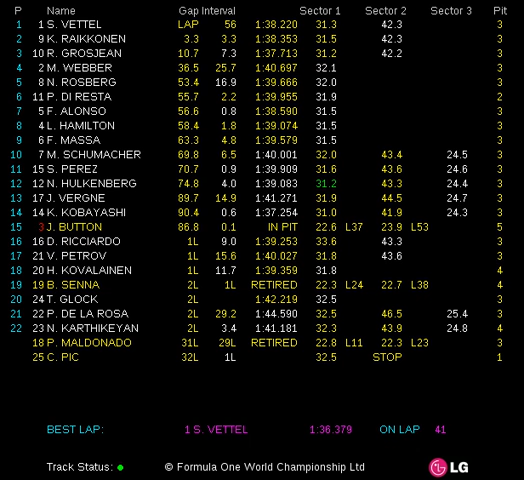 P Name Gap Interval Sector 1 Sector 2 Sector 3 Pit
1 1 S. VETTEL LAP 56 1:38.220 31.3 42.3 3
2 9 K. RAIKKONEN 3.3 3.3 1:38.353 31.5 42.3 3
3 10 R. GROSJEAN 10.7 7.3 1:37.713 31.2 42.2 3
4 2 M. WEBBER 36.5 25.7 1:40.697 32.1 3
5 8 N. ROSBERG 53.4 16.9 1:39.666 32.0 3
6 11 P. DI RESTA 55.7 2.2 1:39.955 31.9 2
7 5 F. ALONSO 56.6 0.8 1:38.590 31.5 3
8 4 L. HAMILTON 58.4 1.8 1:39.074 31.5 3
9 6 F. MASSA 63.3 4.8 1:39.579 31.5 3
10 7 M. SCHUMACHER 69.8 6.5 1:40.001 32.0 43.4 24.5 3
11 15 S. PEREZ 70.7 0.9 1:39.909 31.6 43.6 24.6 3
12 12 N. HULKENBERG 74.8 4.0 1:39.083 31.2 43.3 24.4 3
13 17 J. VERGNE 89.7 14.9 1:41.271 31.9 44.5 24.7 3
14 14 K. KOBAYASHI 90.4 0.6 1:37.254 31.0 41.9 24.3 3
15 3 J. BUTTON 86.8 0.1 IN PIT 22.6 L37 23.9 L53 5
16 16 D. RICCIARDO 1L 9.0 1:39.253 33.6 43.3 3
17 21 V. PETROV 1L 15.6 1:40.027 31.8 43.6 3
18 20 H. KOVALAINEN 1L 11.7 1:39.359 31.8 4
19 19 B. SENNA 2L 1L RETIRED 22.3 L24 22.7 L38 4
20 24 T. GLOCK 2L 1:42.219 32.5 3
21 22 P. DE LA ROSA 2L 29.2 1:44.590 32.5 46.5 25.4 3
22 23 N. KARTHIKEYAN 2L 3.4 1:41.181 32.3 43.9 24.8 4
18 P. MALDONADO 31L 29L RETIRED 22.8 L11 22.3 L23 3
25 C. PIC 32L 1L 32.5 STOP 1
BEST LAP: 1 S. VETTEL 1:36.379 ON LAP 41
Track Status: © Formula One World Championship Ltd LG